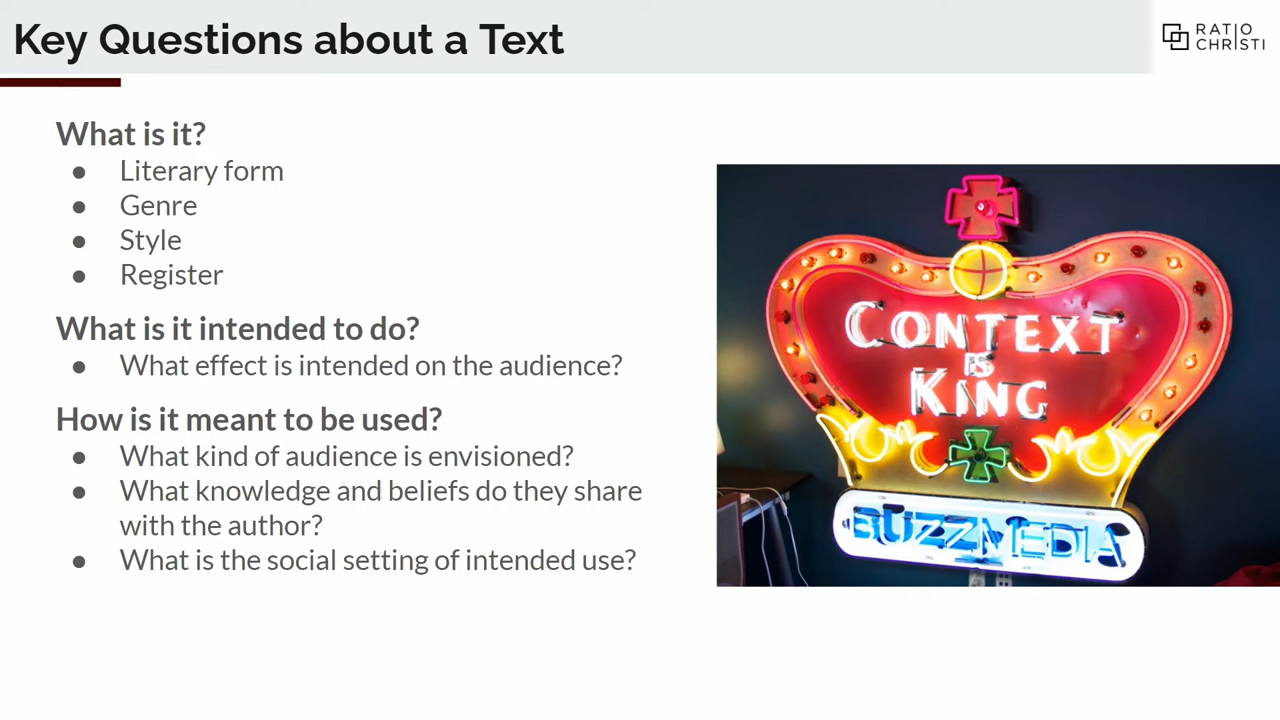 Key Questions about a Text
RATIO
CHRISTI
What is it?
● Literary form
● Genre
● Style
● Register
What is it intended to do?
● What effect is intended on the audience?
How is it meant to be used?
● What kind of audience is envisioned?
● What knowledge and beliefs do they share
with the author?
● What is the social setting of intended use?
CONTEXT
IS
KING
BUZZMEDIA